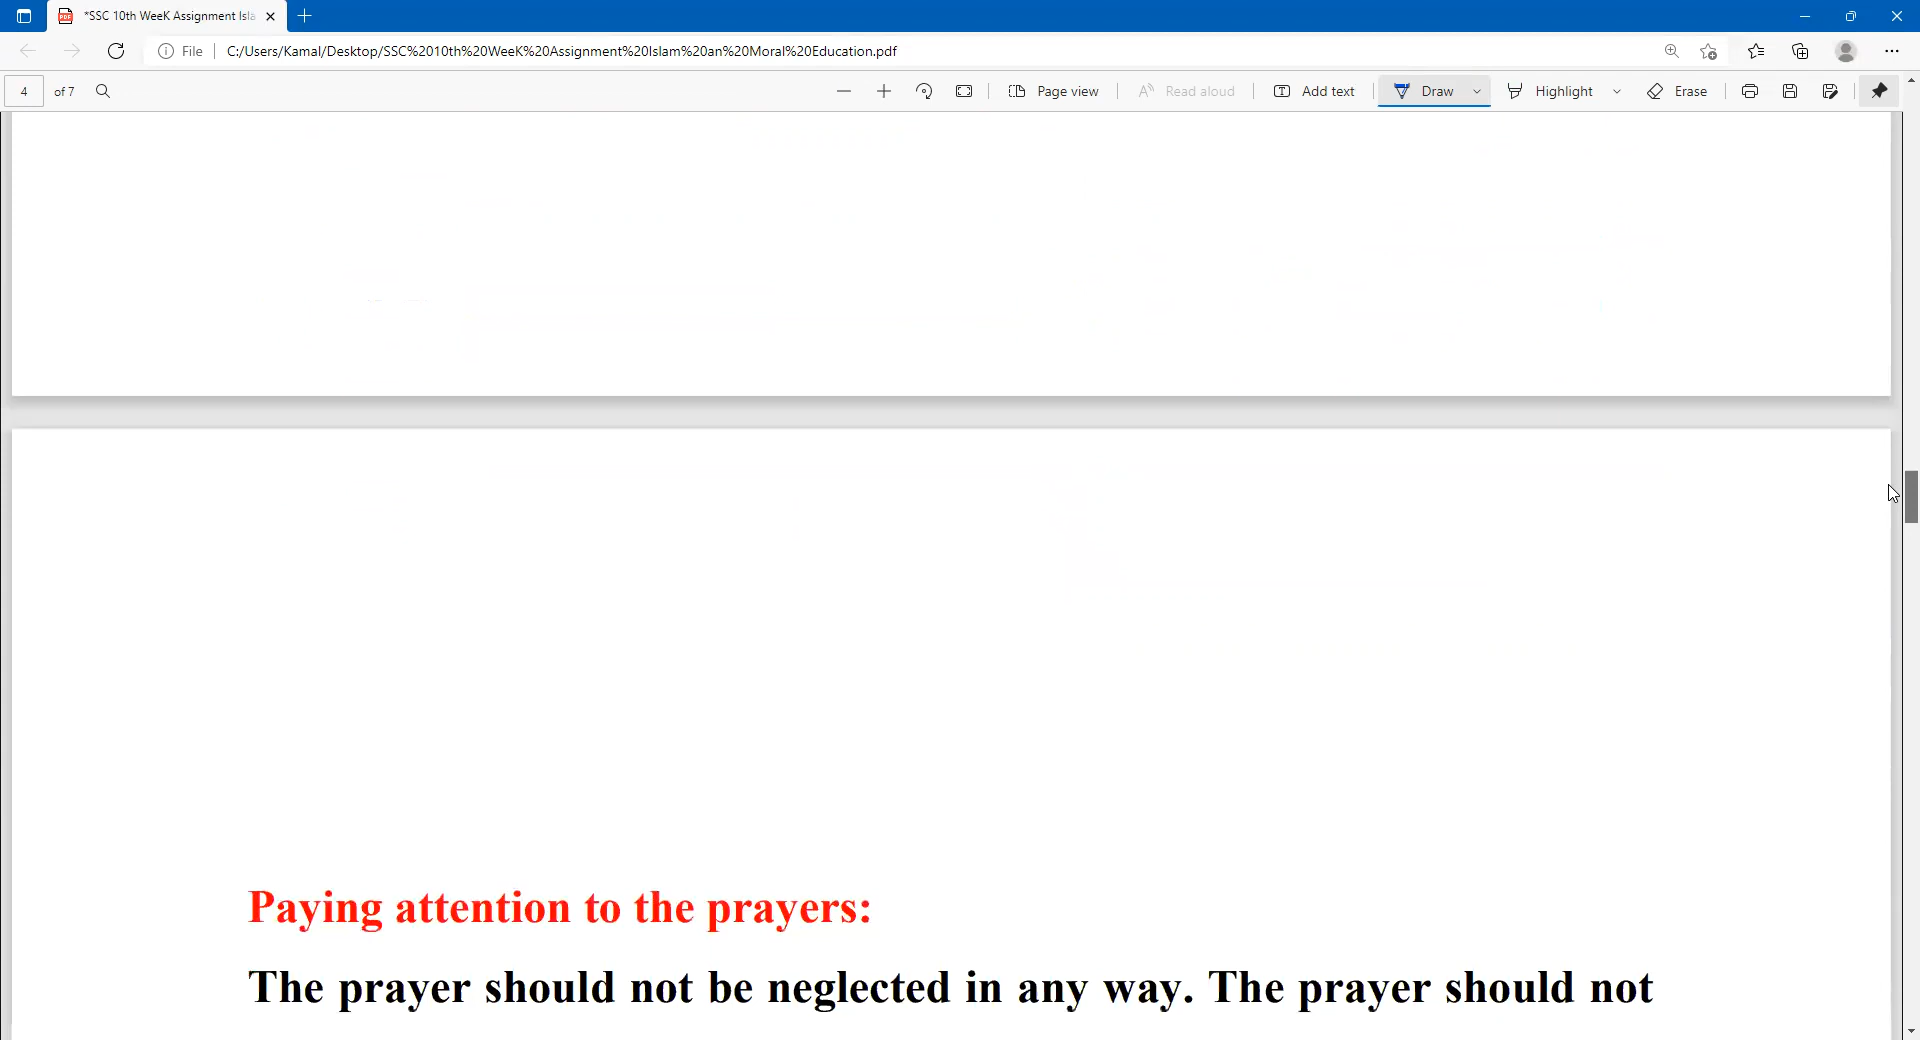 *SSC 10th WeeK Assignment Isla
File
C:/Users/Kamal/Desktop/SSC%2010th%20WeeK%20Assignment%20Islam%20an%20Moral%20Education.pdf
4 of 7
Page view
Read aloud
Add text
Draw
Highlight
Erase
Paying attention to the prayers:
The prayer should not be neglected in any way. The prayer should not